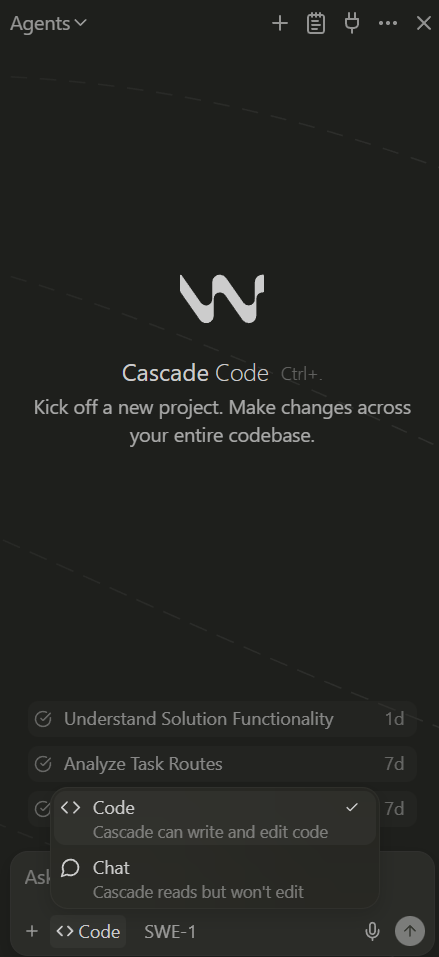 Agents
Cascade Code Ctrl+.
Kick off a new project. Make changes across
your entire codebase.
Understand Solution Functionality 1d
Analyze Task Routes 7d
7d
Code
Cascade can write and edit code
Chat
Cascade reads but won't edit
Ask
Code SWE-1